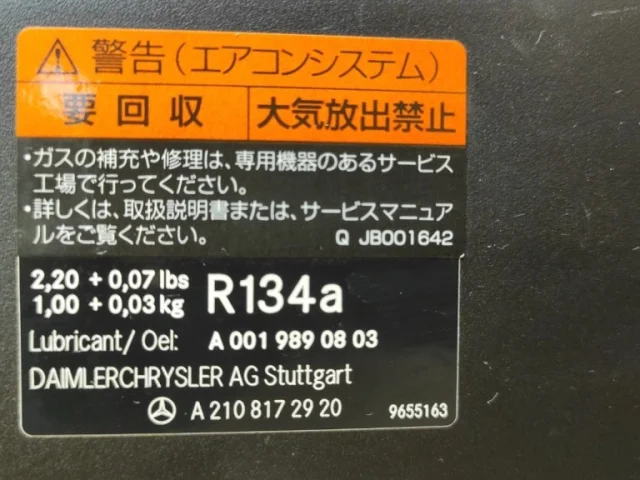 警告(エアコンシステム)
要回収 大気放出禁止
・ガスの補充や修理は、専用機器のあるサービス
工場で行ってください。
・詳しくは、取扱説明書または、サービスマニュア
ルをご覧ください。 Q JB001642
2,20 + 0,07 lbs
1,00 + 0,03 kg R134a
Lubricant/ Oel: A 001 989 08 03
DAIMLERCHRYSLER AG Stuttgart
A 210 817 29 20 9655163